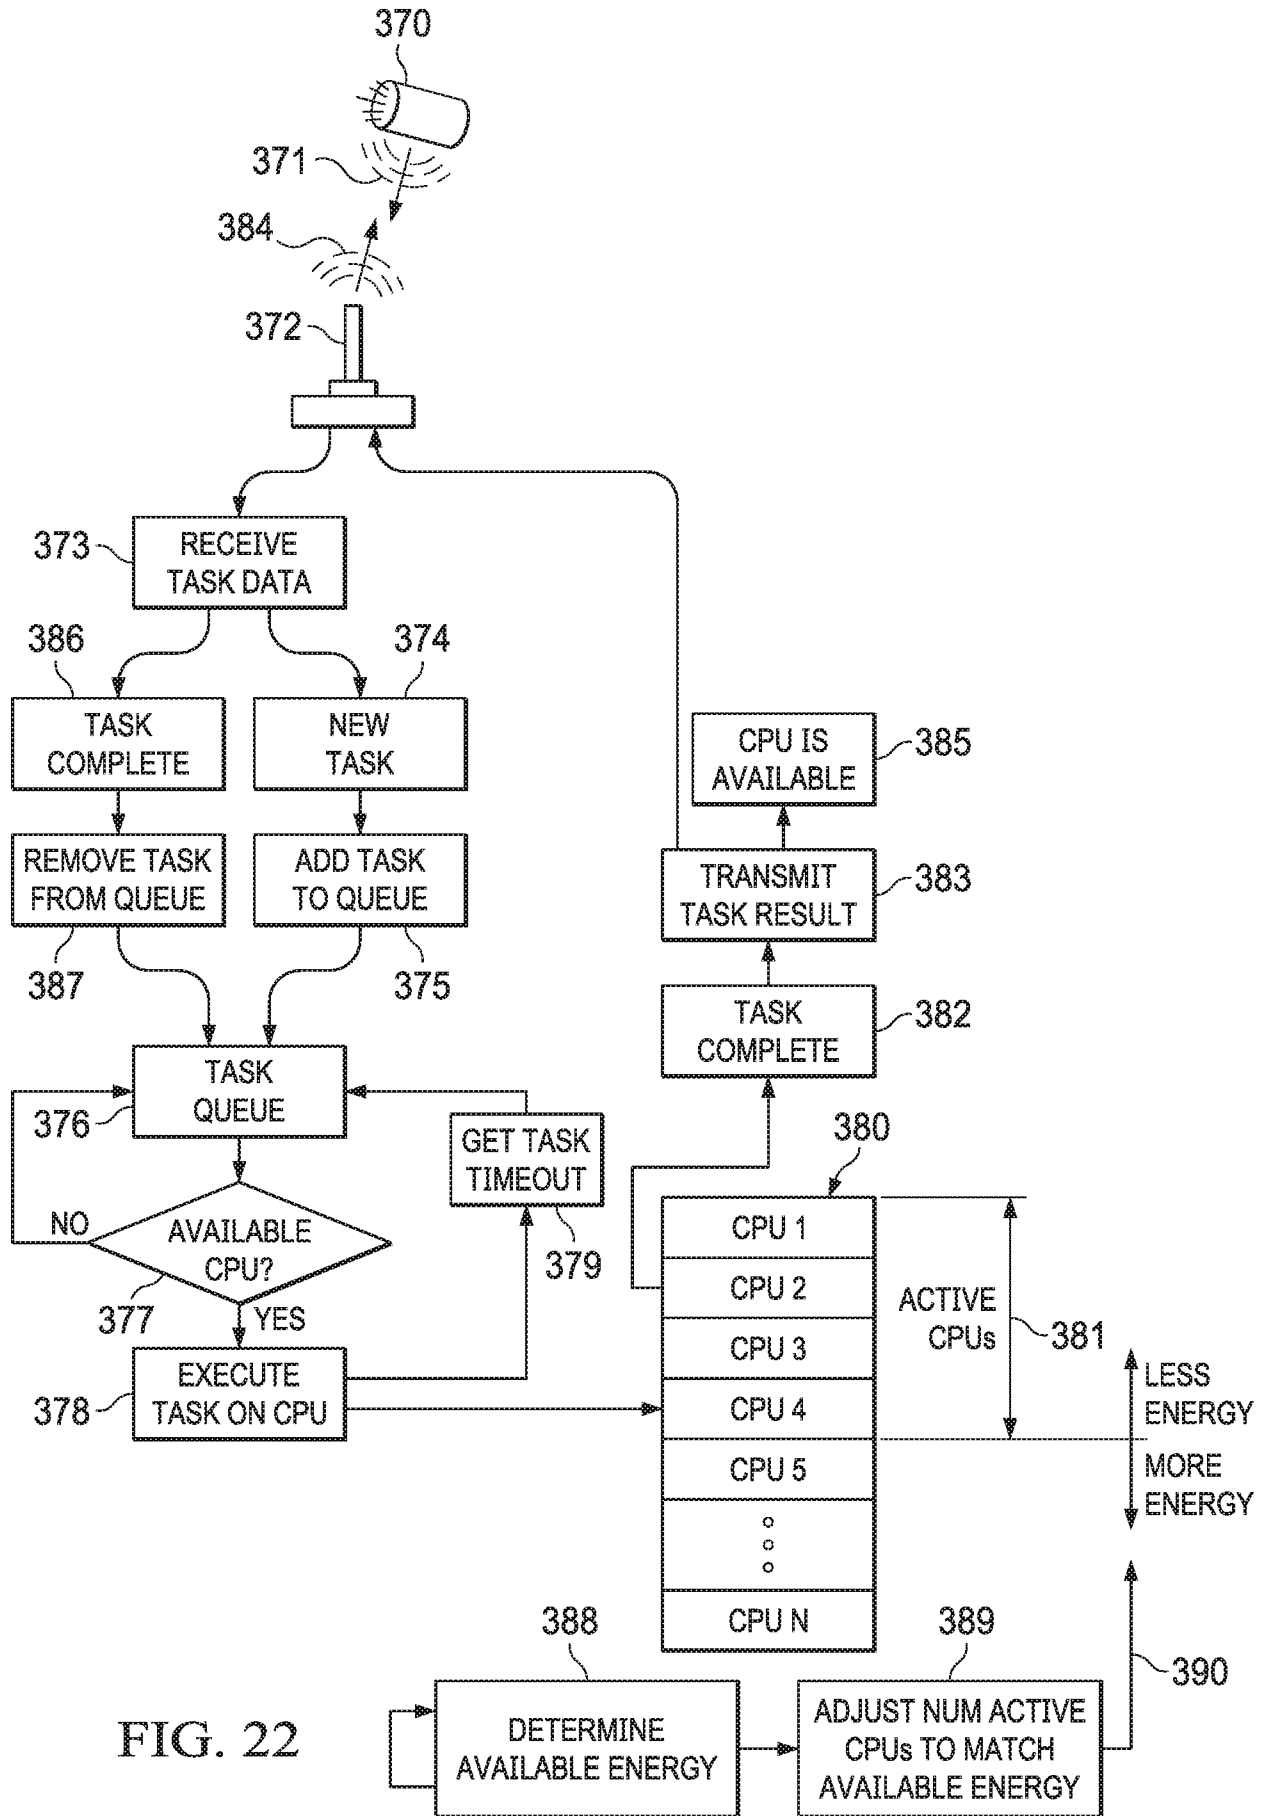 370
371
384
372
373
RECEIVE
TASK DATA
386
374
TASK
COMPLETE
NEW
TASK
CPU IS
AVAILABLE
385
REMOVE TASK
FROM QUEUE
ADD TASK
TO QUEUE
TRANSMIT
TASK RESULT
383
387
375
TASK
COMPLETE
382
TASK
QUEUE
376
GET TASK
TIMEOUT
379
380
NO
AVAILABLE
CPU?
377
YES
EXECUTE
TASK ON CPU
378
CPU 1
CPU 2
CPU 3
CPU 4
CPU 5
CPU N
ACTIVE
CPUs
381
LESS
ENERGY
MORE
ENERGY
388
389
390
DETERMINE
AVAILABLE ENERGY
ADJUST NUM ACTIVE
CPUs TO MATCH
AVAILABLE ENERGY
FIG. 22